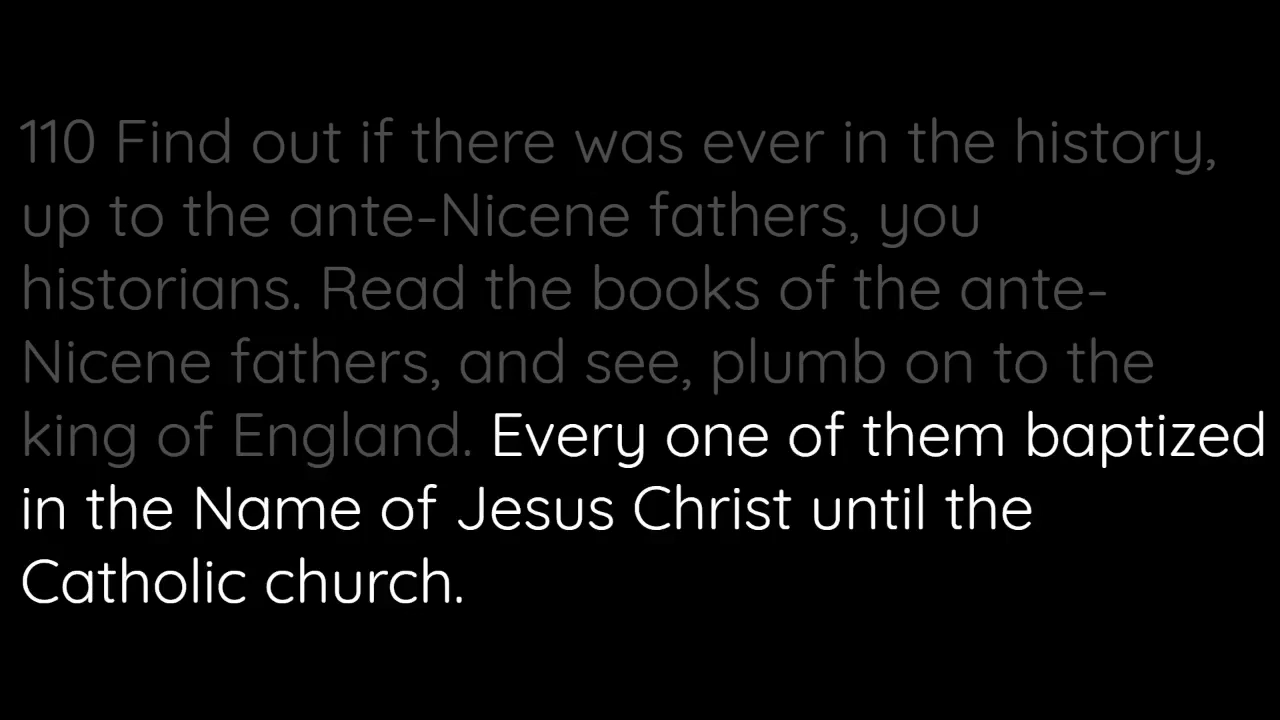 110 Find out if there was ever in the history,
up to the ante-Nicene fathers, you
historians. Read the books of the ante-
Nicene fathers, and see, plumb on to the
king of England. Every one of them baptized
in the Name of Jesus Christ until the
Catholic church.